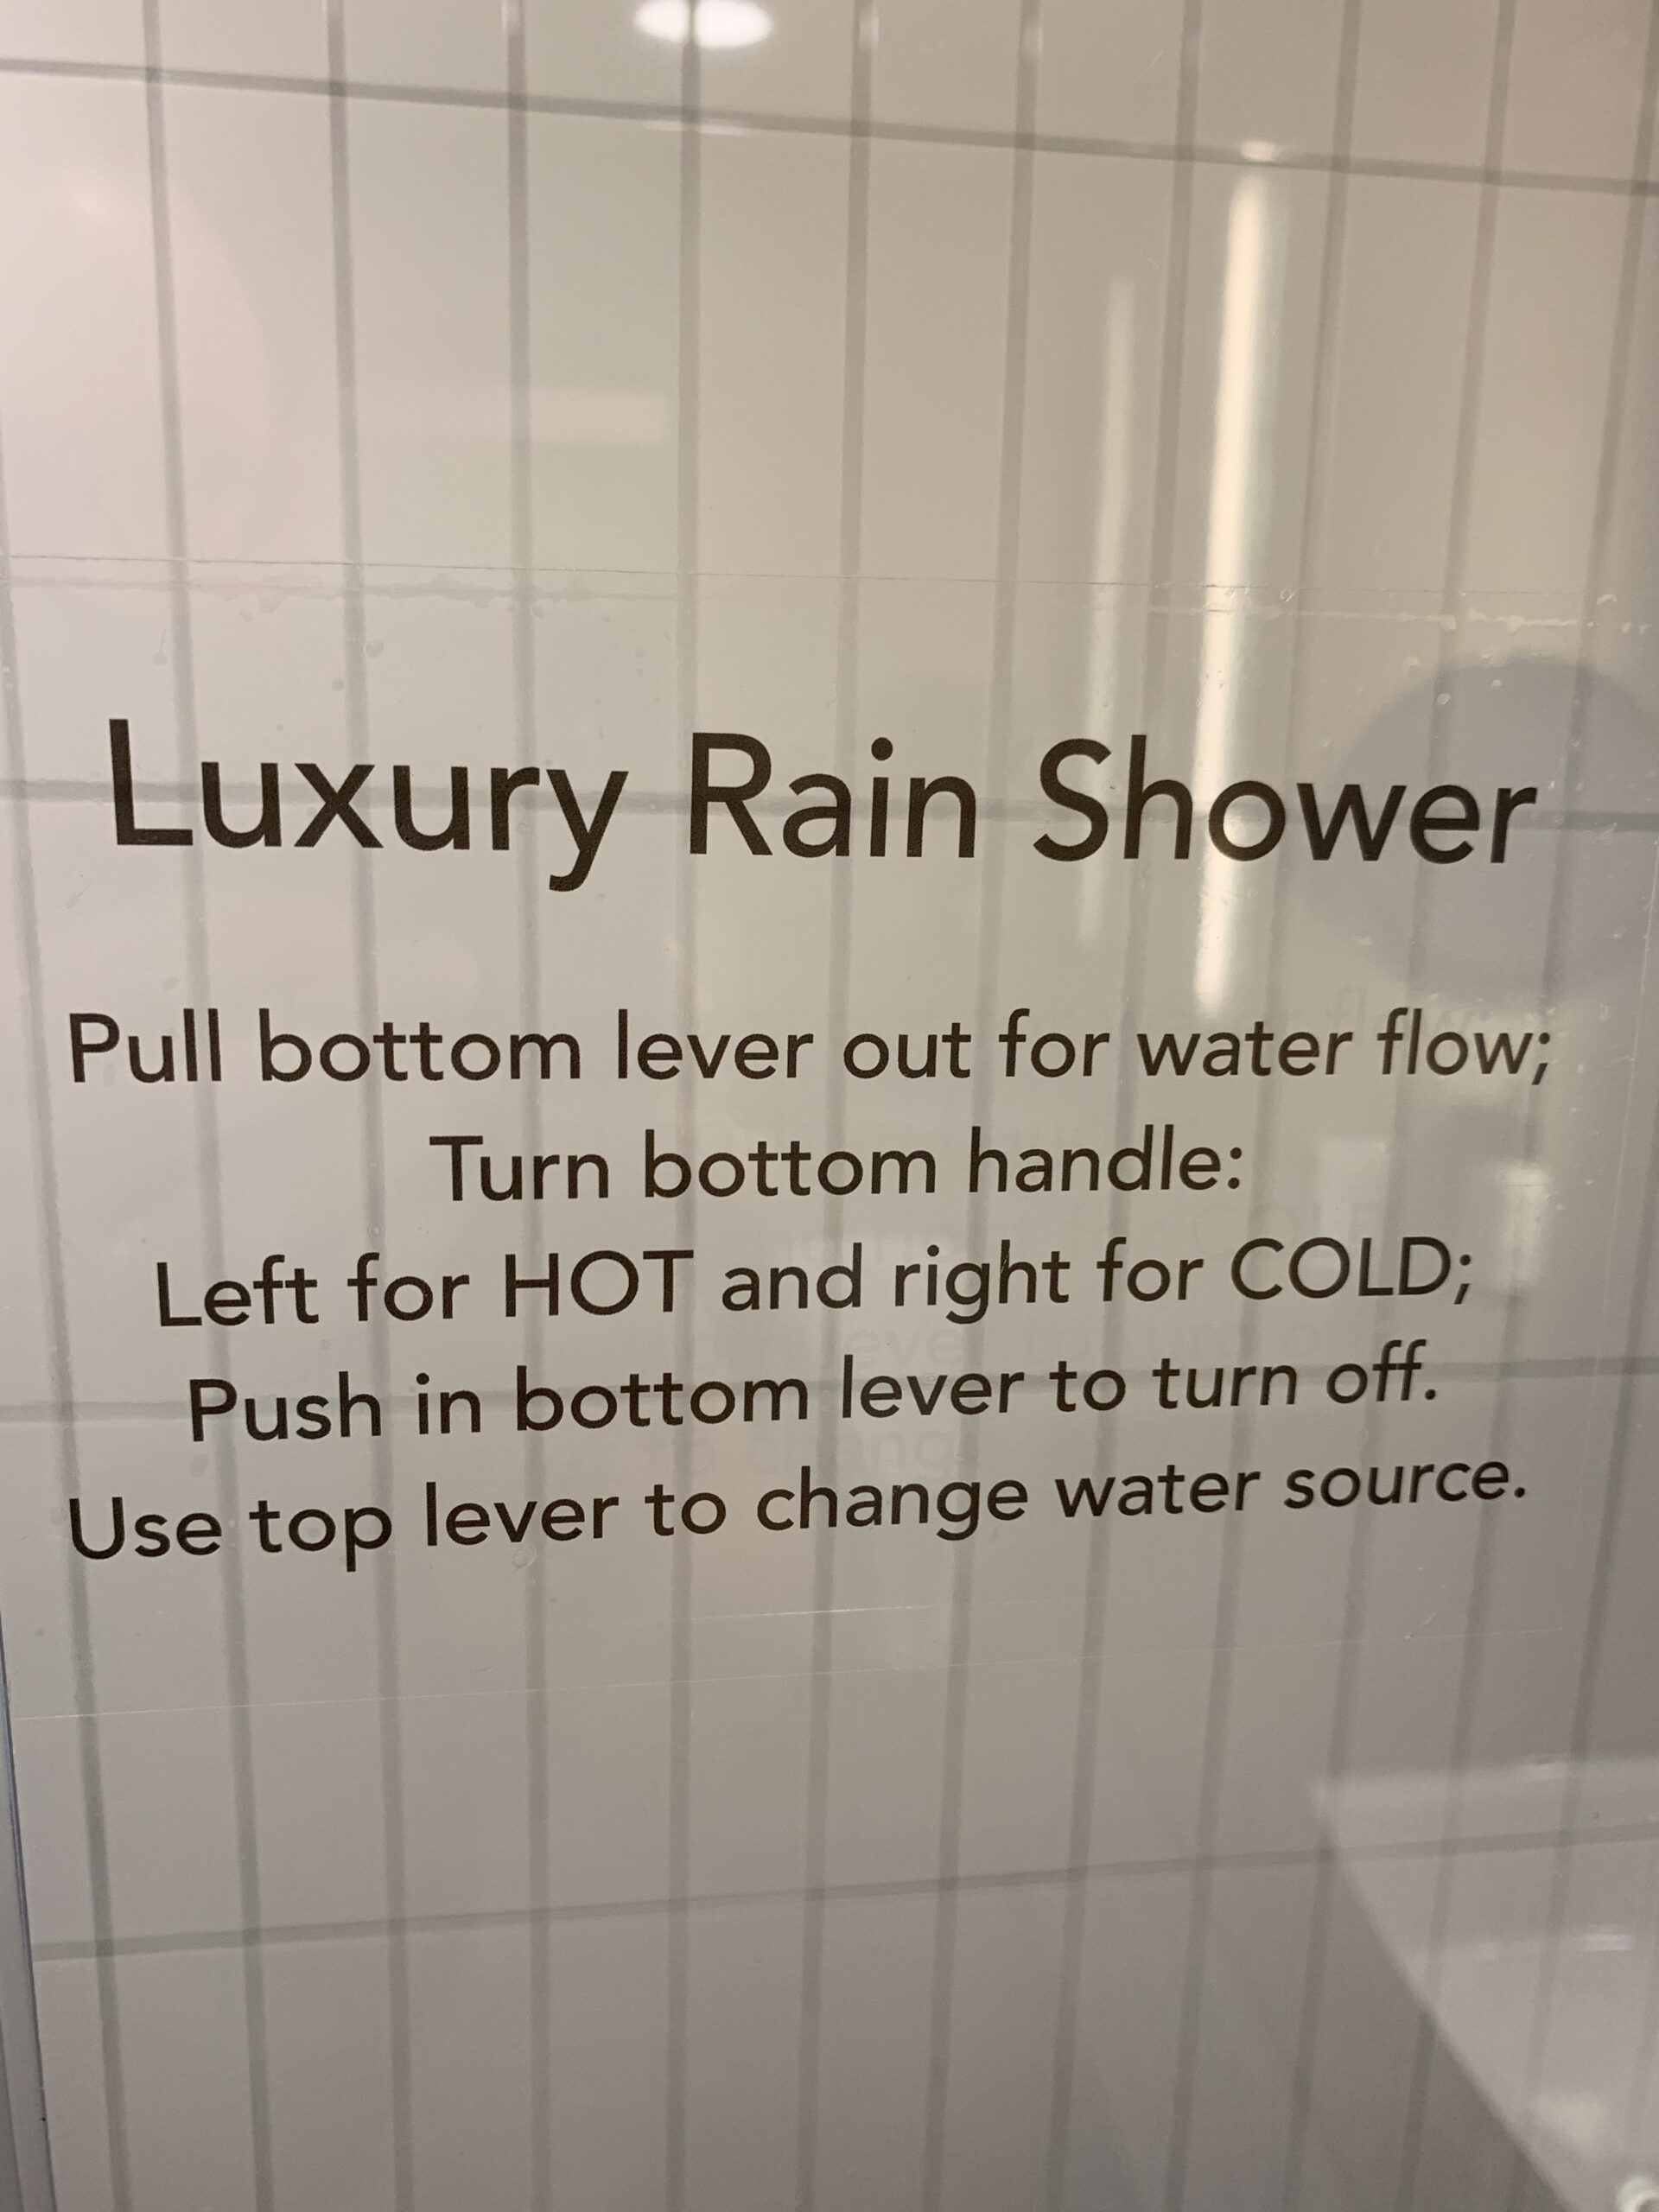 Luxury Rain Shower
Pull bottom lever out for water flow;
Turn bottom handle:
Left for HOT and right for COLD;
Push in bottom lever to turn off.
Use top lever to change water source.